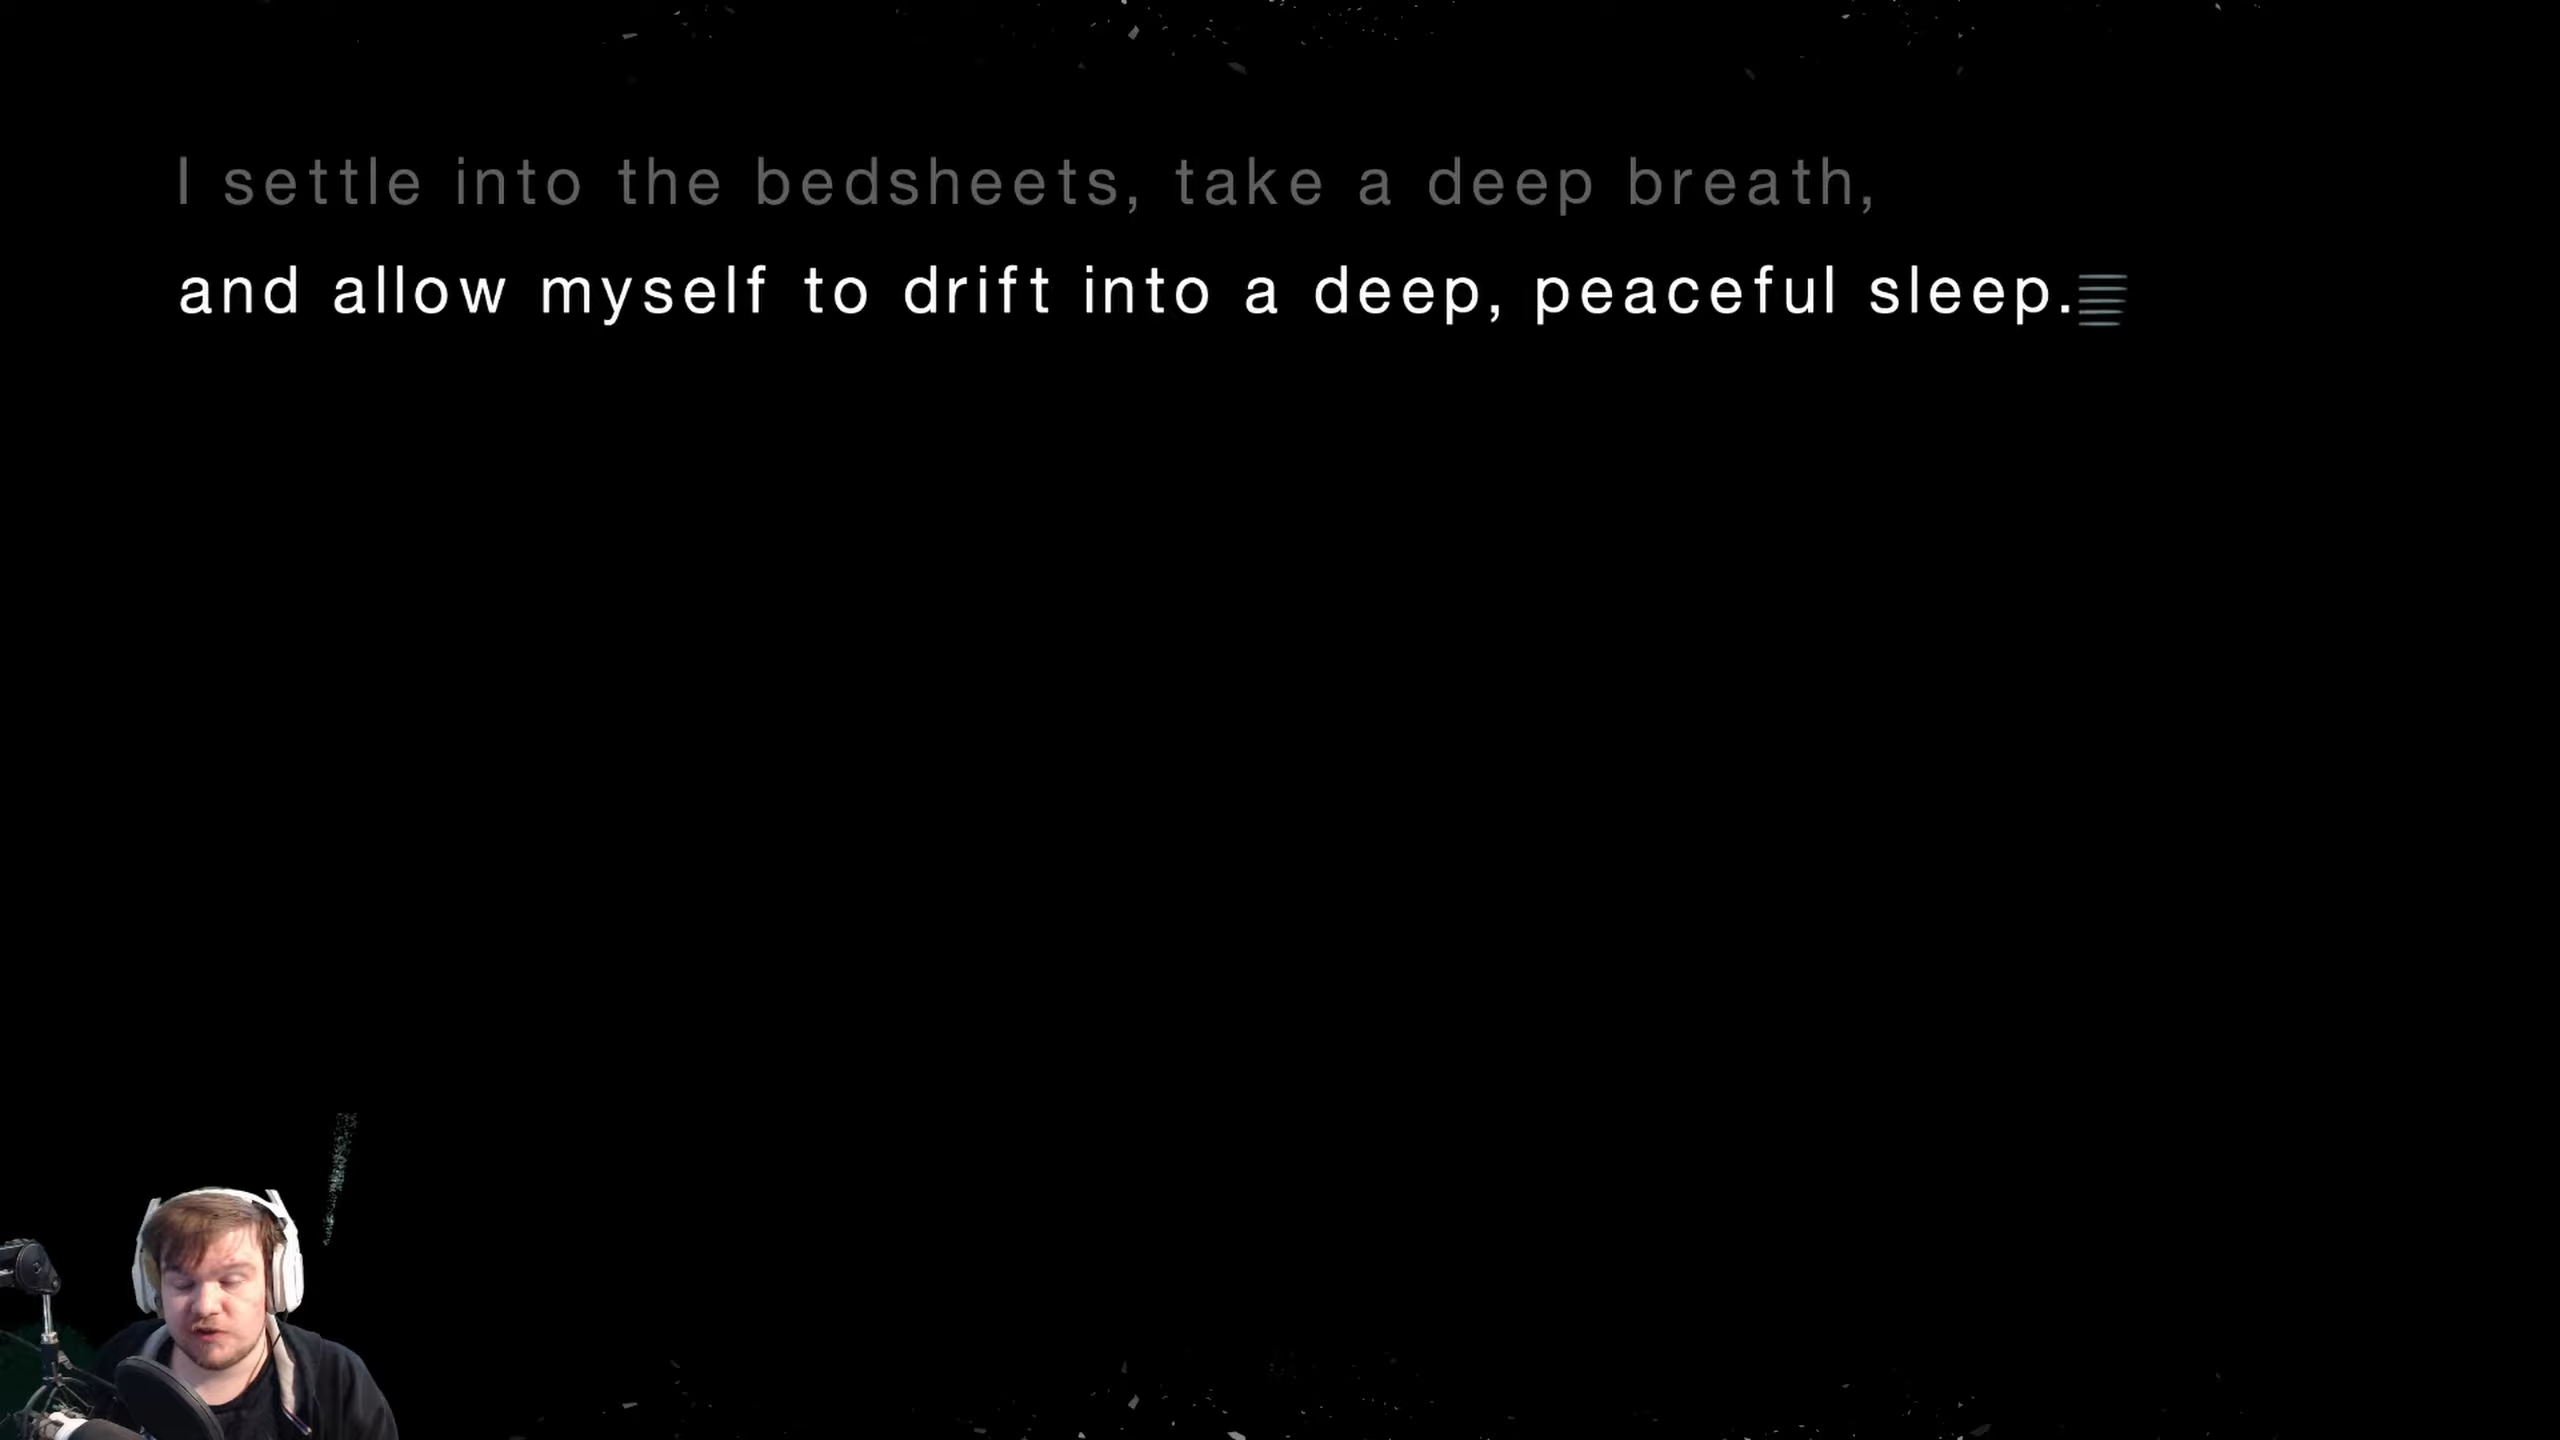 I settle into the bedsheets, take a deep breath,
and allow myself to drift into a deep, peaceful sleep.